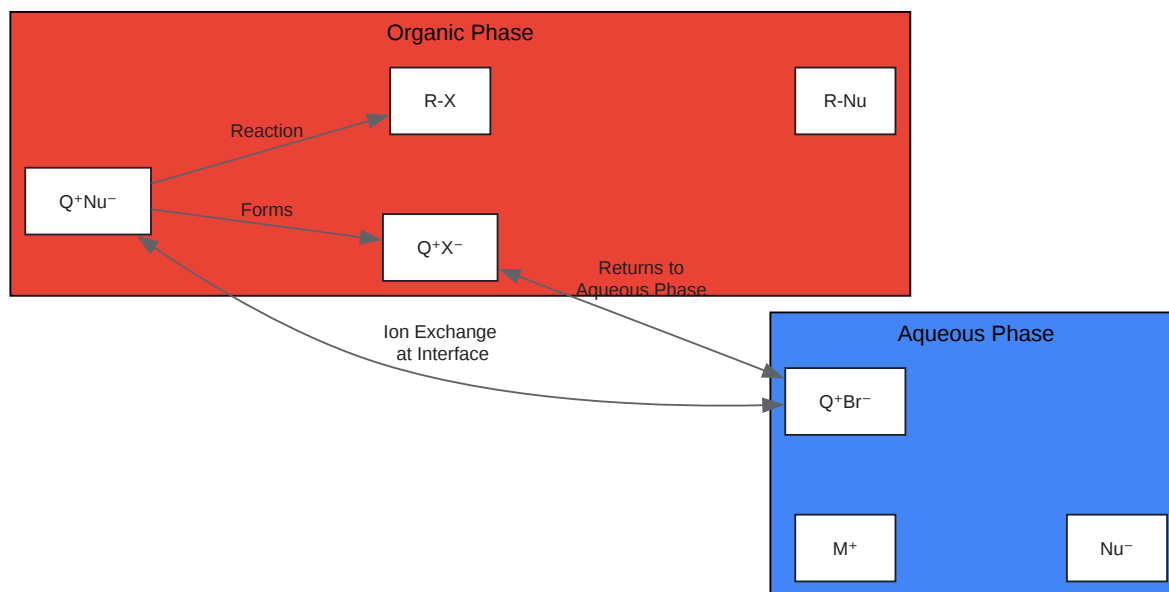 Organic Phase
R-X
R-Nu
Reaction
Q⁺Nu⁻
Forms
Q⁺X⁻
Returns to
Aqueous Phase
Ion Exchange
at Interface
Aqueous Phase
Q⁺Br⁻
M⁺
Nu⁻